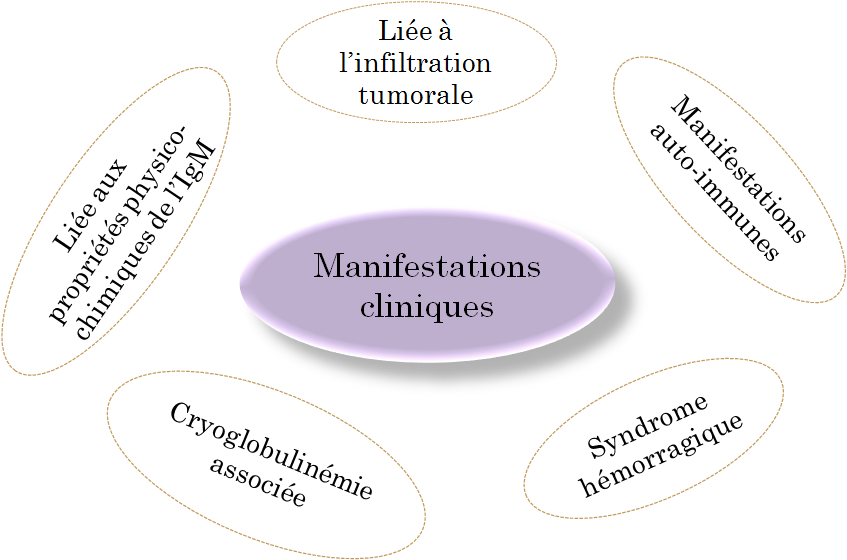 Liée à
l'infiltration
tumorale
Manifestations
auto-immunes
Liée aux
propriétés physico-
chimiques de l'IgM
Manifestations
cliniques
Cryoglobulinémie
associée
Syndrome
hémorragique